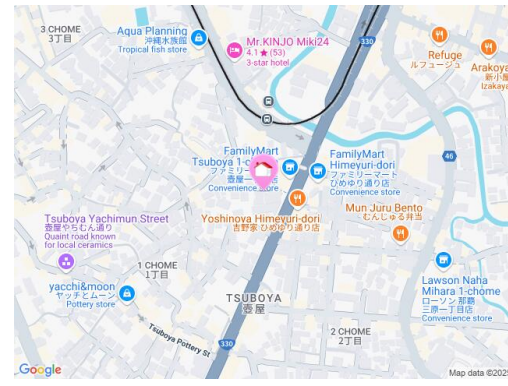 3 CHOME
3丁目
Aqua Planning
沖縄水族館
Tropical fish store
Mr.KINJO Miki24
4.1★(53)
3-star hotel
330
Refuge
ルフュージュ
Arakoya
新小屋
Izakaya
FamilyMart
Tsuboya 1-c
ファミリー
壺屋一
Convenience store
FamilyMart
Himeyuri-dori
ファミリーマート
ひめゆり通り店
Convenience store
46
Tsuboya Yachimun Street
壺屋やちむん通り
Quaint road known
for local ceramics
Yoshinoya Himeyuri-dori
吉野家 ひめゆり通り店
Mun Juru Bento
むんじゅる弁当
1 CHOME
1丁目
yacchi&moon
ヤッチとムーン
Pottery store
TSUBOYA
壺屋
Lawson Naha
Mihara 1-chome
ローソン 那覇
三原一丁目店
Convenience store
Tsuboya Pottery St
330
2 CHOME
2丁目
Google
Map data ©2025